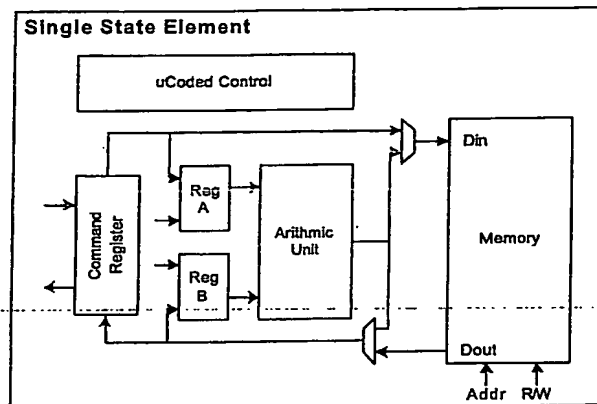 Single State Element
uCoded Control
Din
Reg
A
Command
Register
Arithmic
Unit
Memory
Reg
B
Dout
Addr R/W